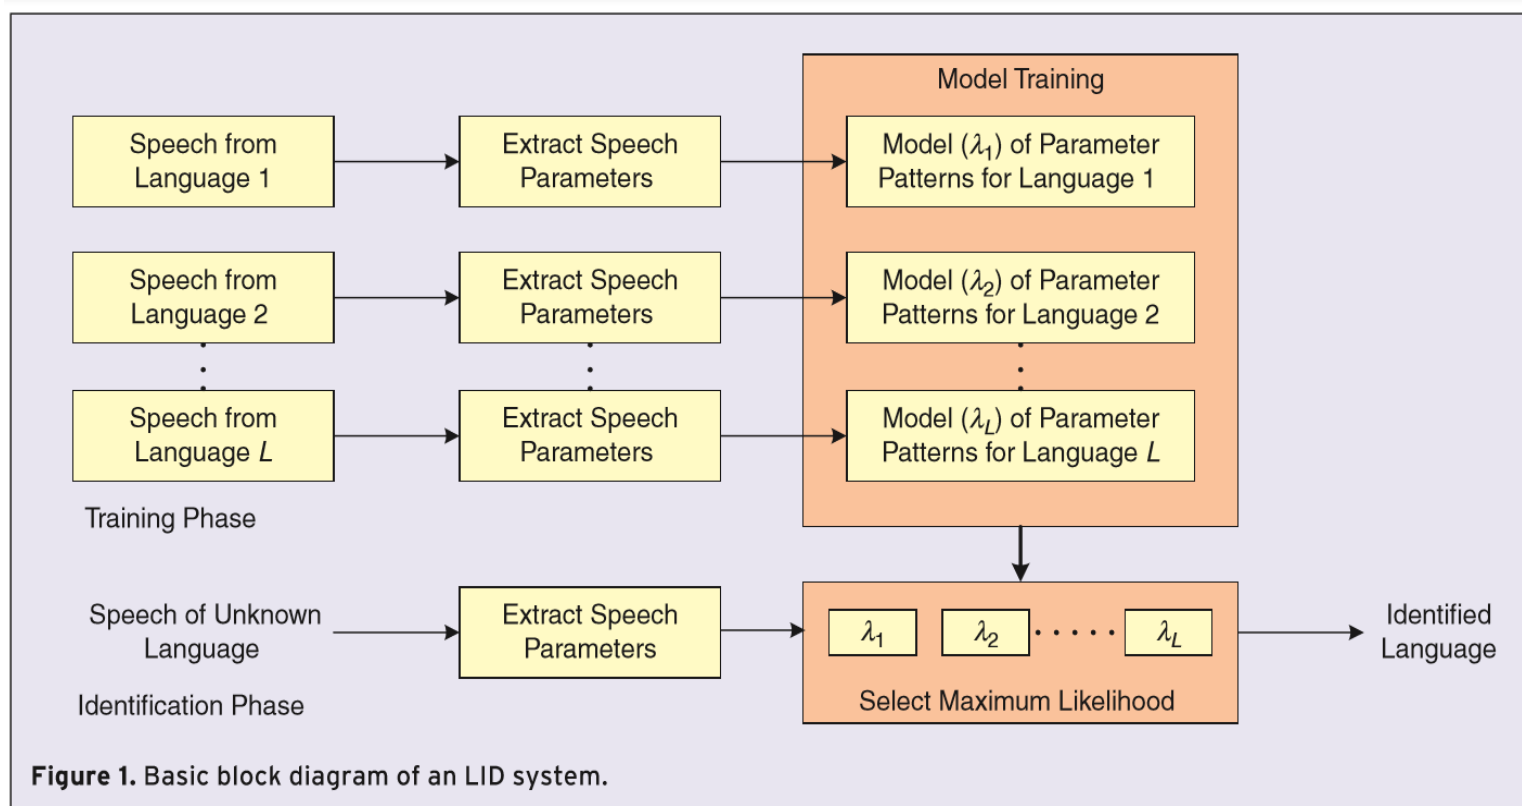 Model Training
Speech from
Language 1
Extract Speech
Parameters
Model (λ₁) of Parameter
Patterns for Language 1
Speech from
Language 2
Extract Speech
Parameters
Model (λ₂) of Parameter
Patterns for Language 2
Speech from
Language L
Extract Speech
Parameters
Model (λL) of Parameter
Patterns for Language L
Training Phase
Speech of Unknown
Language
Extract Speech
Parameters
λ₁ λ₂ ..... λL
Select Maximum Likelihood
Identified
Language
Identification Phase
Figure 1. Basic block diagram of an LID system.